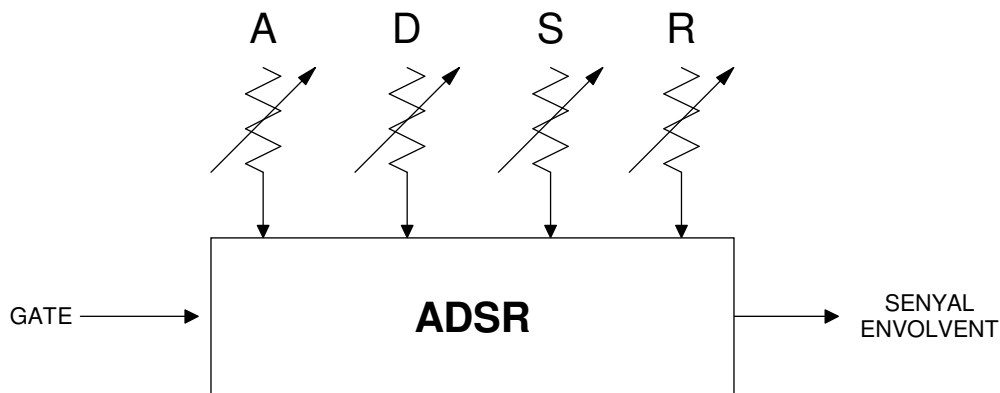 A D S R
GATE
ADSR
SENYAL
ENVOLVENT